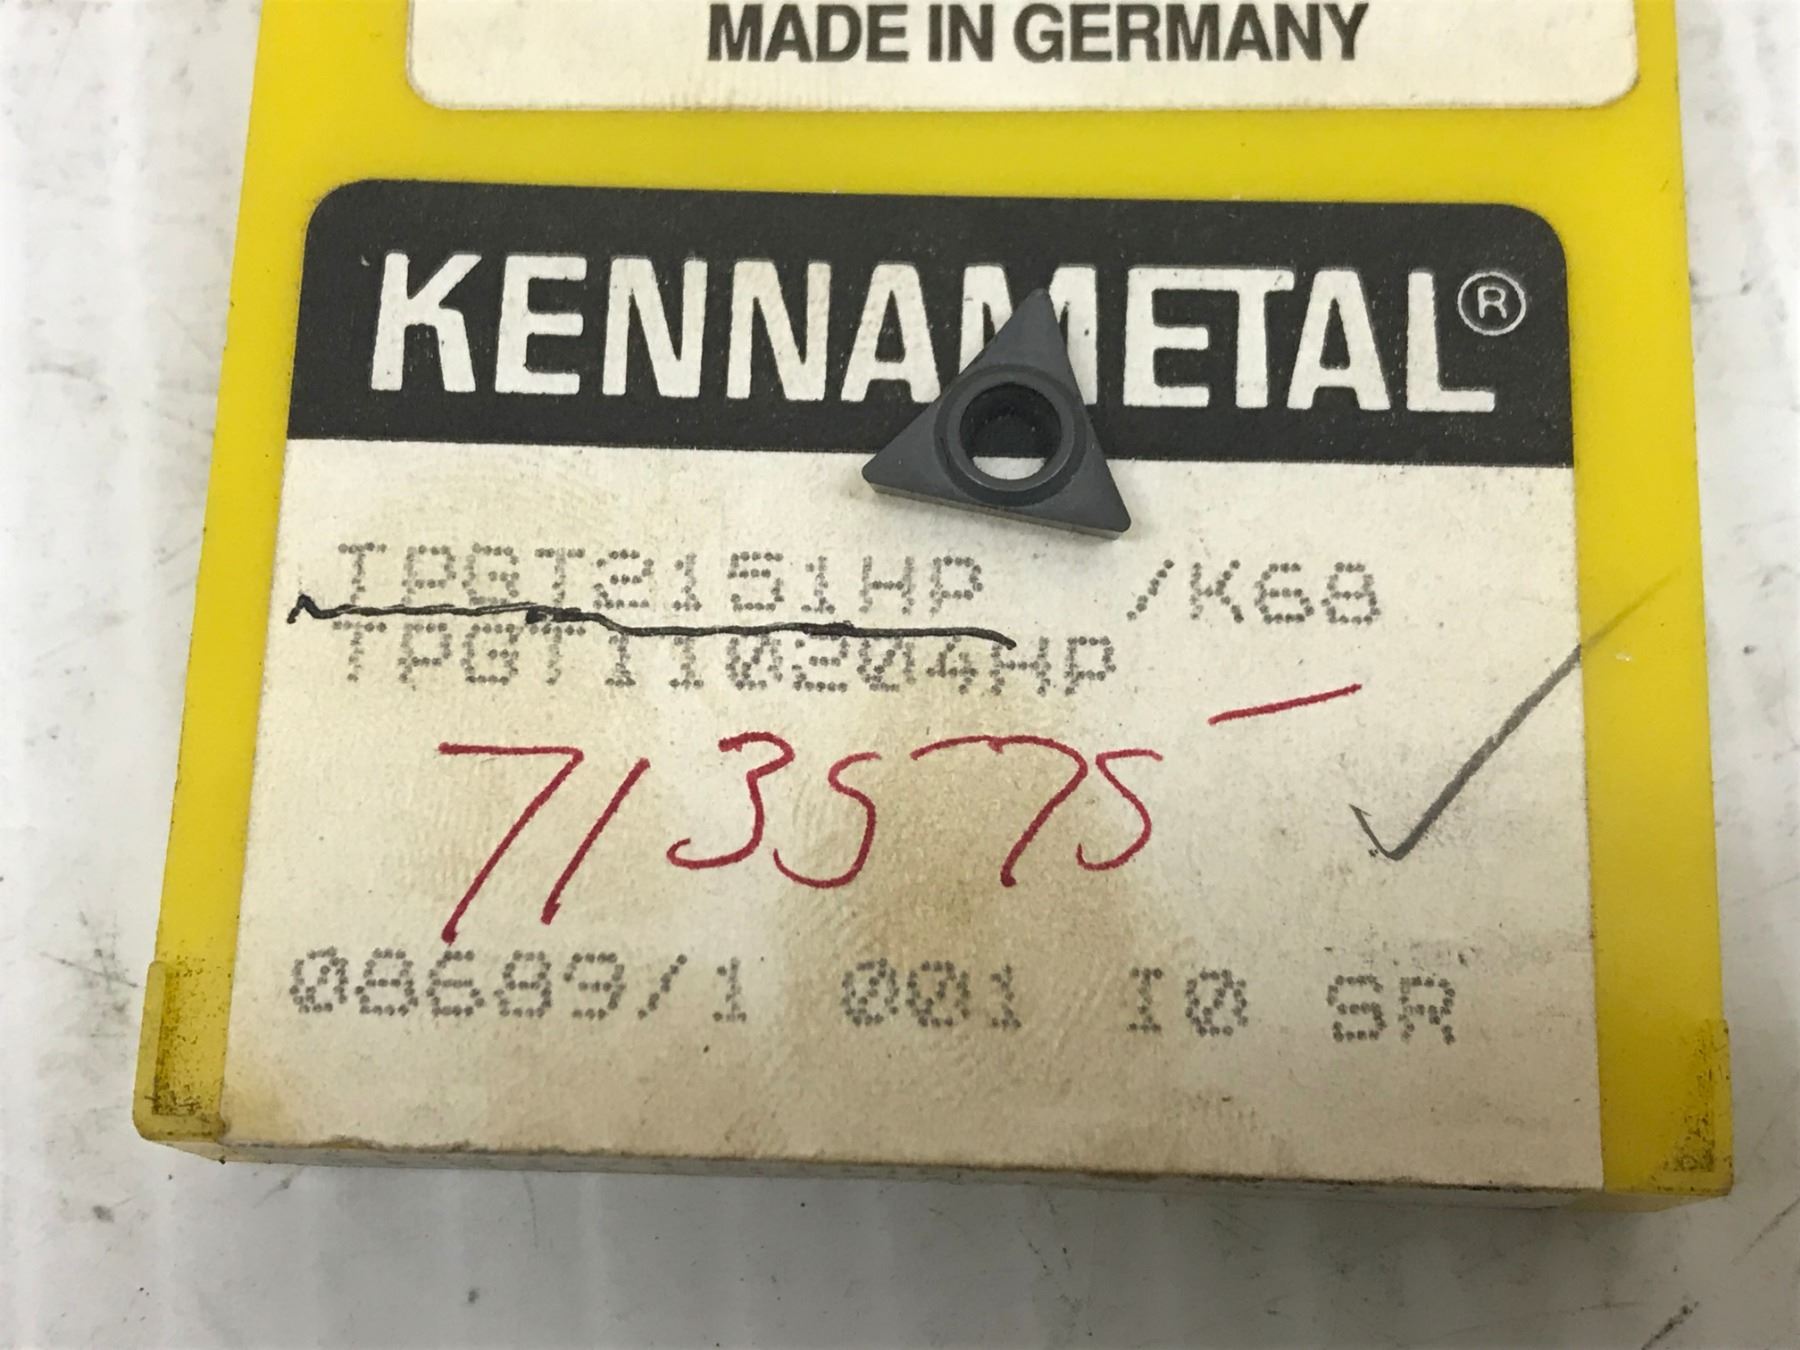 MADE IN GERMANY
KENNAMETAL®
TPGT2151HP /K68
TPGT110204HP
713575
08689/1 001 I0 SR